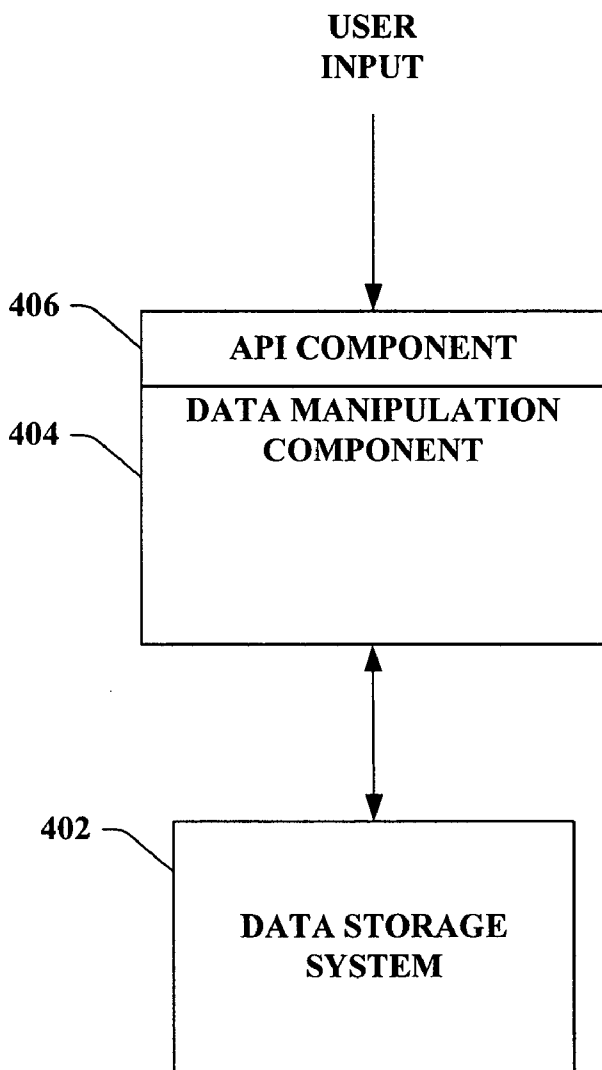 USER
INPUT
406
API COMPONENT
404
DATA MANIPULATION
COMPONENT
402
DATA STORAGE
SYSTEM